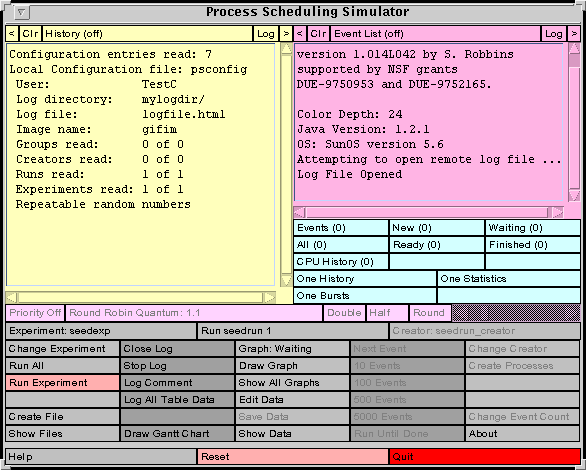 Process Scheduling Simulator
< Clr History (off) Log >
Configuration entries read: 7
Local Configuration file: psconfig
User: TestC
Log directory: mylogdir/
Log file: logfile.html
Image name: gifim
Groups read: 0 of 0
Creators read: 0 of 0
Runs read: 1 of 1
Experiments read: 1 of 1
Repeatable random numbers
< Clr Event List (off) Log >
version 1.014L042 by S. Robbins
supported by NSF grants
DUE-9750953 and DUE-9752165.
Color Depth: 24
Java Version: 1.2.1
OS: SunOS version 5.6
Attempting to open remote log file ...
Log File Opened
Events (0) New (0) Waiting (0)
All (0) Ready (0) Finished (0)
CPU History (0)
One History One Statistics
One Bursts
Priority Off Round Robin Quantum: 1.1 Double Half Round
Experiment: seedexp Run seedrun 1 Creator: seedrun_creator
Change Experiment Close Log Graph: Waiting Next Event Change Creator
Run All Stop Log Draw Graph 10 Events Create Processes
Run Experiment Log Comment Show All Graphs 100 Events
Log All Table Data Edit Data 500 Events
Create File Save Data 5000 Events Change Event Count
Show Files Draw Gantt Chart Show Data Run Until Done About
Help Reset Quit